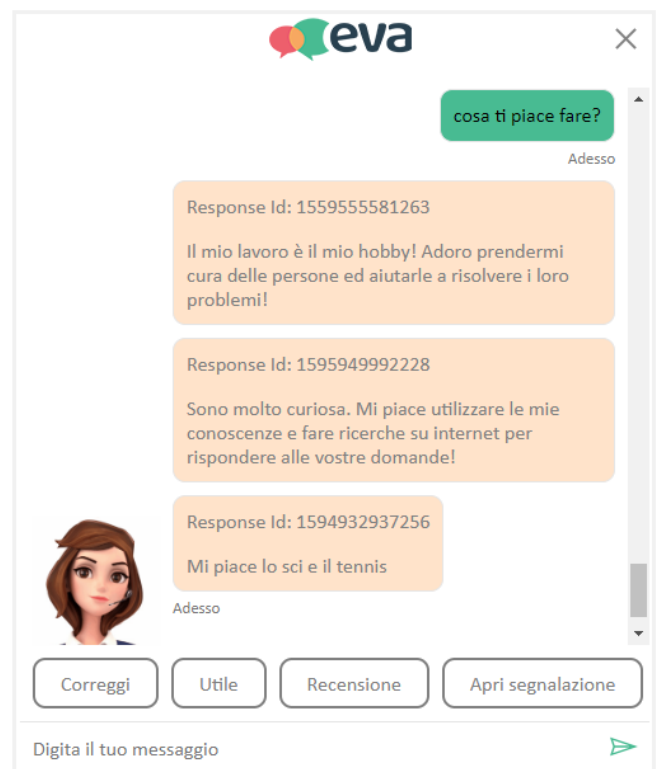 eva
cosa ti piace fare?
Adesso
Response Id: 1559555581263
Il mio lavoro è il mio hobby! Adoro prendermi
cura delle persone ed aiutarle a risolvere i loro
problemi!
Response Id: 1595949992228
Sono molto curiosa. Mi piace utilizzare le mie
conoscenze e fare ricerche su internet per
rispondere alle vostre domande!
Response Id: 1594932937256
Mi piace lo sci e il tennis
Adesso
Correggi Utile Recensione Apri segnalazione
Digita il tuo messaggio